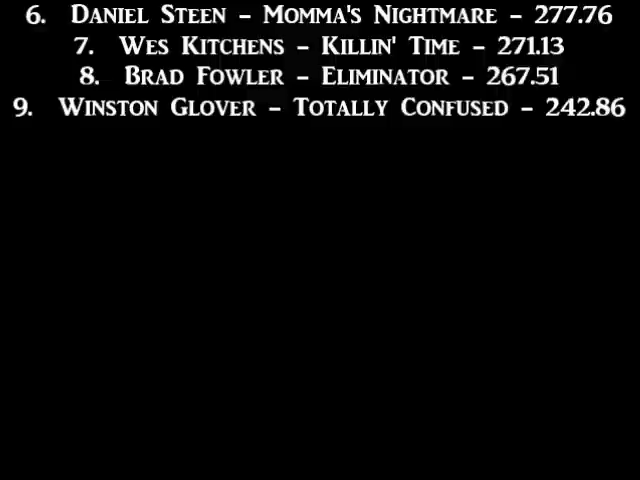 6. Daniel Steen – Momma's Nightmare – 277.76
7. Wes Kitchens – Killin' Time – 271.13
8. Brad Fowler – Eliminator – 267.51
9. Winston Glover – Totally Confused – 242.86